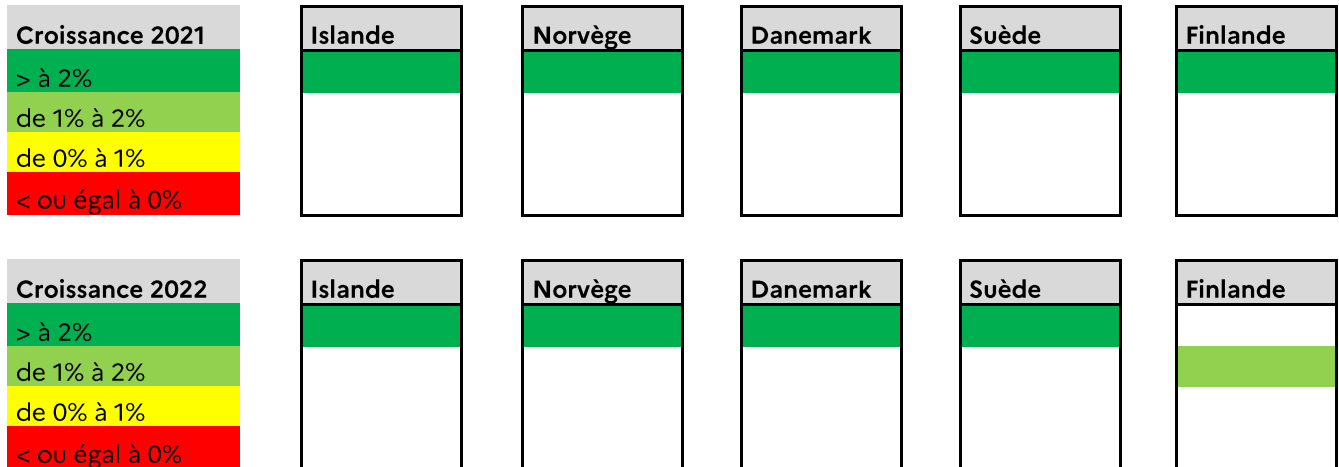 Croissance 2021 Islande Norvège Danemark Suède Finlande
> à 2%
de 1% à 2%
de 0% à 1%
< ou égal à 0%
Croissance 2022 Islande Norvège Danemark Suède Finlande
> à 2%
de 1% à 2%
de 0% à 1%
< ou égal à 0%